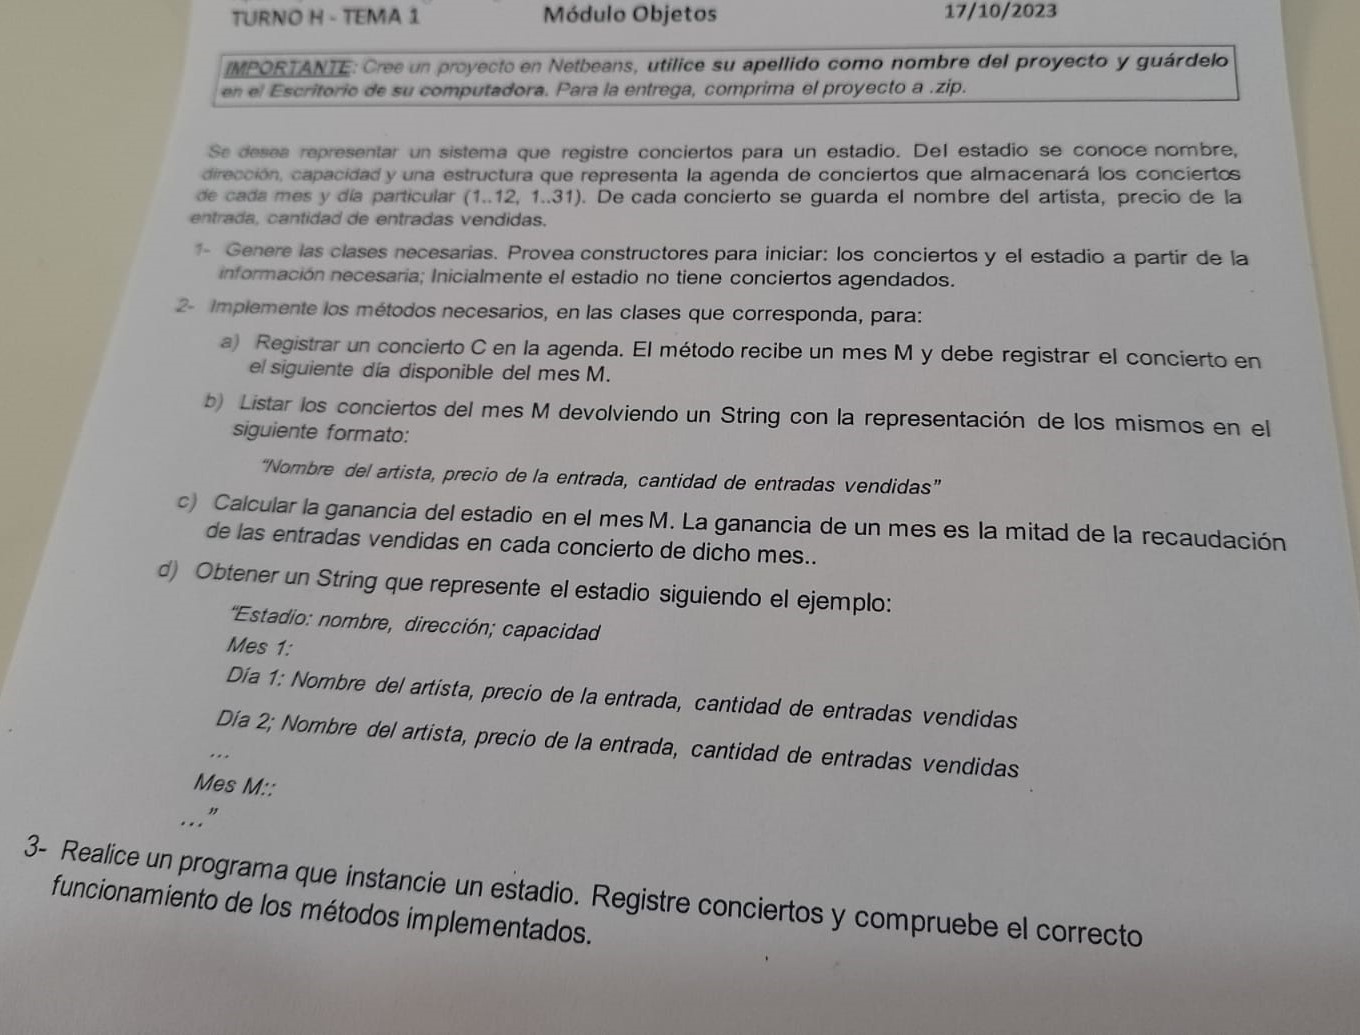 TURNO H - TEMA 1 Módulo Objetos 17/10/2023
IMPORTANTE: Cree un proyecto en Netbeans, utilice su apellido como nombre del proyecto y guárdelo
en el Escritorio de su computadora. Para la entrega, comprima el proyecto a .zip.
Se desea representar un sistema que registre conciertos para un estadio. Del estadio se conoce nombre,
dirección, capacidad y una estructura que representa la agenda de conciertos que almacenará los conciertos
de cada mes y día particular (1..12, 1..31). De cada concierto se guarda el nombre del artista, precio de la
entrada, cantidad de entradas vendidas.
1- Genere las clases necesarias. Provea constructores para iniciar: los conciertos y el estadio a partir de la
información necesaria; Inicialmente el estadio no tiene conciertos agendados.
2- Implemente los métodos necesarios, en las clases que corresponda, para:
a) Registrar un concierto C en la agenda. El método recibe un mes M y debe registrar el concierto en
el siguiente día disponible del mes M.
b) Listar los conciertos del mes M devolviendo un String con la representación de los mismos en el
siguiente formato:
“Nombre del artista, precio de la entrada, cantidad de entradas vendidas”
c) Calcular la ganancia del estadio en el mes M. La ganancia de un mes es la mitad de la recaudación
de las entradas vendidas en cada concierto de dicho mes..
d) Obtener un String que represente el estadio siguiendo el ejemplo:
“Estadio: nombre, dirección; capacidad
Mes 1:
Día 1: Nombre del artista, precio de la entrada, cantidad de entradas vendidas
Día 2; Nombre del artista, precio de la entrada, cantidad de entradas vendidas
...
Mes M::
...”
3- Realice un programa que instancie un estadio. Registre conciertos y compruebe el correcto
funcionamiento de los métodos implementados.